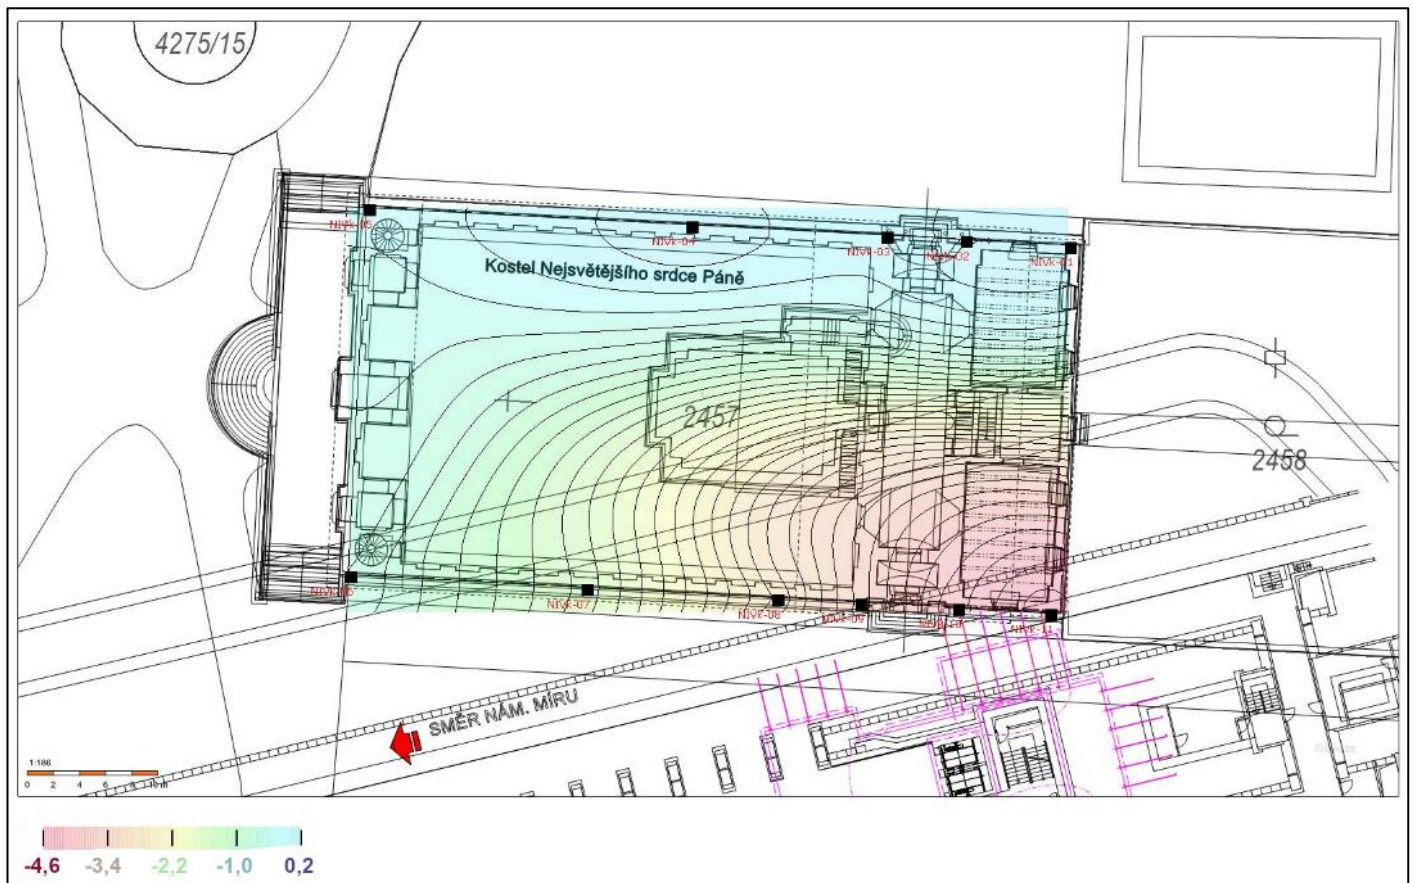 4275/15
NIVK-05
NIVK-04
NIVK-03
NIVK-02
NIVK-01
Kostel Nejsvětějšího srdce Páně
2457
2458
NIVK-06
NIVK-07
NIVK-08
NIVK-09
NIVK-11
SMĚR NÁM. MÍRU
1:186
0 2 4 6 8 10 m
-4,6 -3,4 -2,2 -1,0 0,2